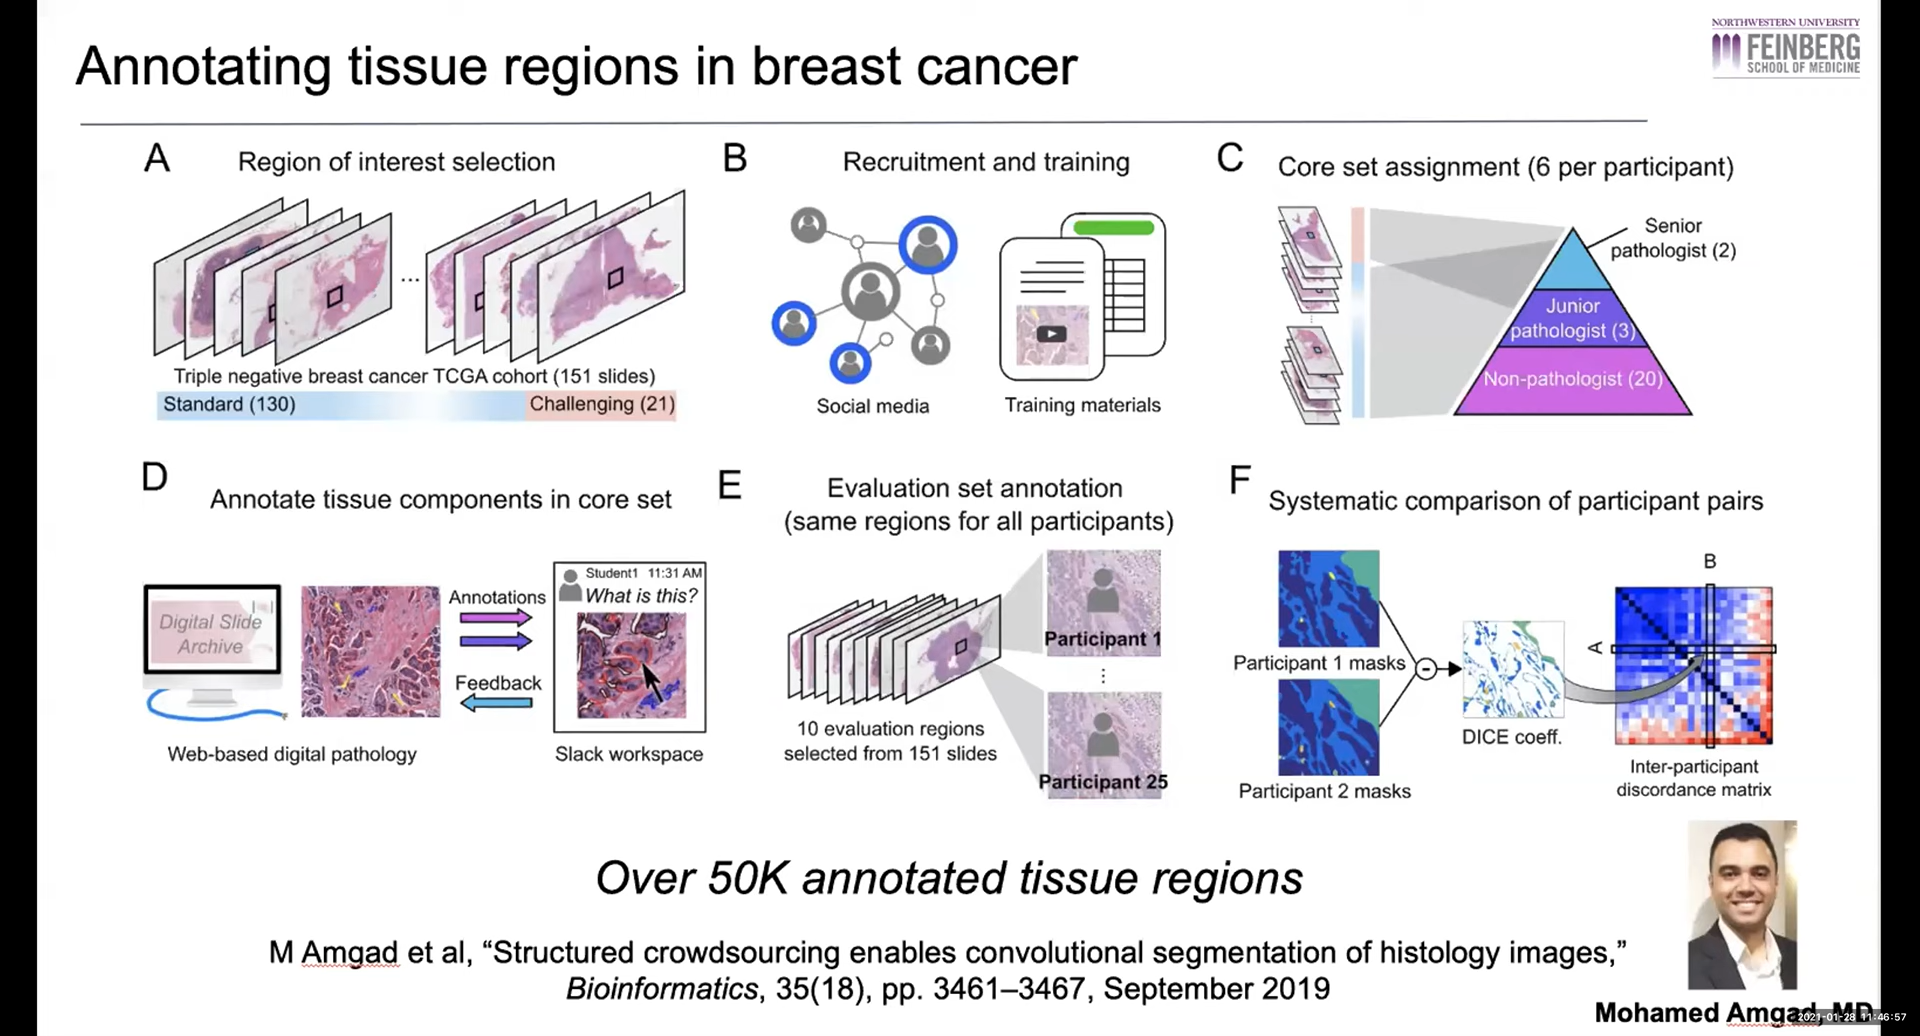 Annotating tissue regions in breast cancer
NORTHWESTERN UNIVERSITY
FEINBERG
SCHOOL OF MEDICINE
A
Region of interest selection
...
Triple negative breast cancer TCGA cohort (151 slides)
Standard (130)
Challenging (21)
B
Recruitment and training
Social media
Training materials
C
Core set assignment (6 per participant)
Senior
pathologist (2)
Junior
pathologist (3)
Non-pathologist (20)
D
Annotate tissue components in core set
Digital Slide
Archive
Annotations
Feedback
Student1 11:31 AM
What is this?
Web-based digital pathology
Slack workspace
E
Evaluation set annotation
(same regions for all participants)
Participant 1
Participant 25
10 evaluation regions
selected from 151 slides
F
Systematic comparison of participant pairs
Participant 1 masks
Participant 2 masks
DICE coeff.
B
A
Inter-participant
discordance matrix
Over 50K annotated tissue regions
M Amgad et al, “Structured crowdsourcing enables convolutional segmentation of histology images,”
Bioinformatics, 35(18), pp. 3461–3467, September 2019
Mohamed Amgad, MD
2021-01-28 11:46:57